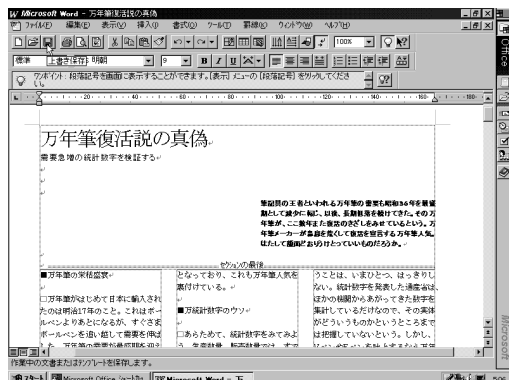 Microsoft Word - 万年筆復活説の真偽
ファイル(F) 編集(E) 表示(V) 挿入(I) 書式(O) ツール(T) 罫線(A) ウィンドウ(W) ヘルプ(H)
100%
標準 上書き保存 明朝 9 B I U
ワンポイント: 段落記号を画面に表示することができます。[表示] メニューの [段落記号] をクリックしてください。
万年筆復活説の真偽
需要急増の統計数字を検証する
筆記具の王者といわれる万年筆の需要も昭和36年を最盛
期として減少に転じ、以後、長期低落を続けてきた。その万
年筆が、ここ数年また復活のきざしをみせているという。万
年筆メーカーが鼻息を荒くして復活を宣言する万年筆人気。
はたして額面どおりうけとっていいものだろうか。
セクションの最後
■万年筆の栄枯盛衰
□万年筆がはじめて日本に輸入され
たのは明治17年のこと。これはボー
ルペンよりあとになるが、すぐさま
ボールペンを追い越して需要を伸ば
となっており、これも万年筆人気を
裏付けている。
■万統計数字のウソ
□あらためて、統計数字をみてみよ
うことは、いまひとつ、はっきりし
ない。統計数字を発表した通産省は、
ほかの機関からあがってきた数字を
集計しているだけなので、その実体
がどういうものかというところまで
は把握していないという。しかし、
作業中の文書またはテンプレートを保存します。
スタート Microsoft Office ショートカ Microsoft Word - 万
Office
Microsoft